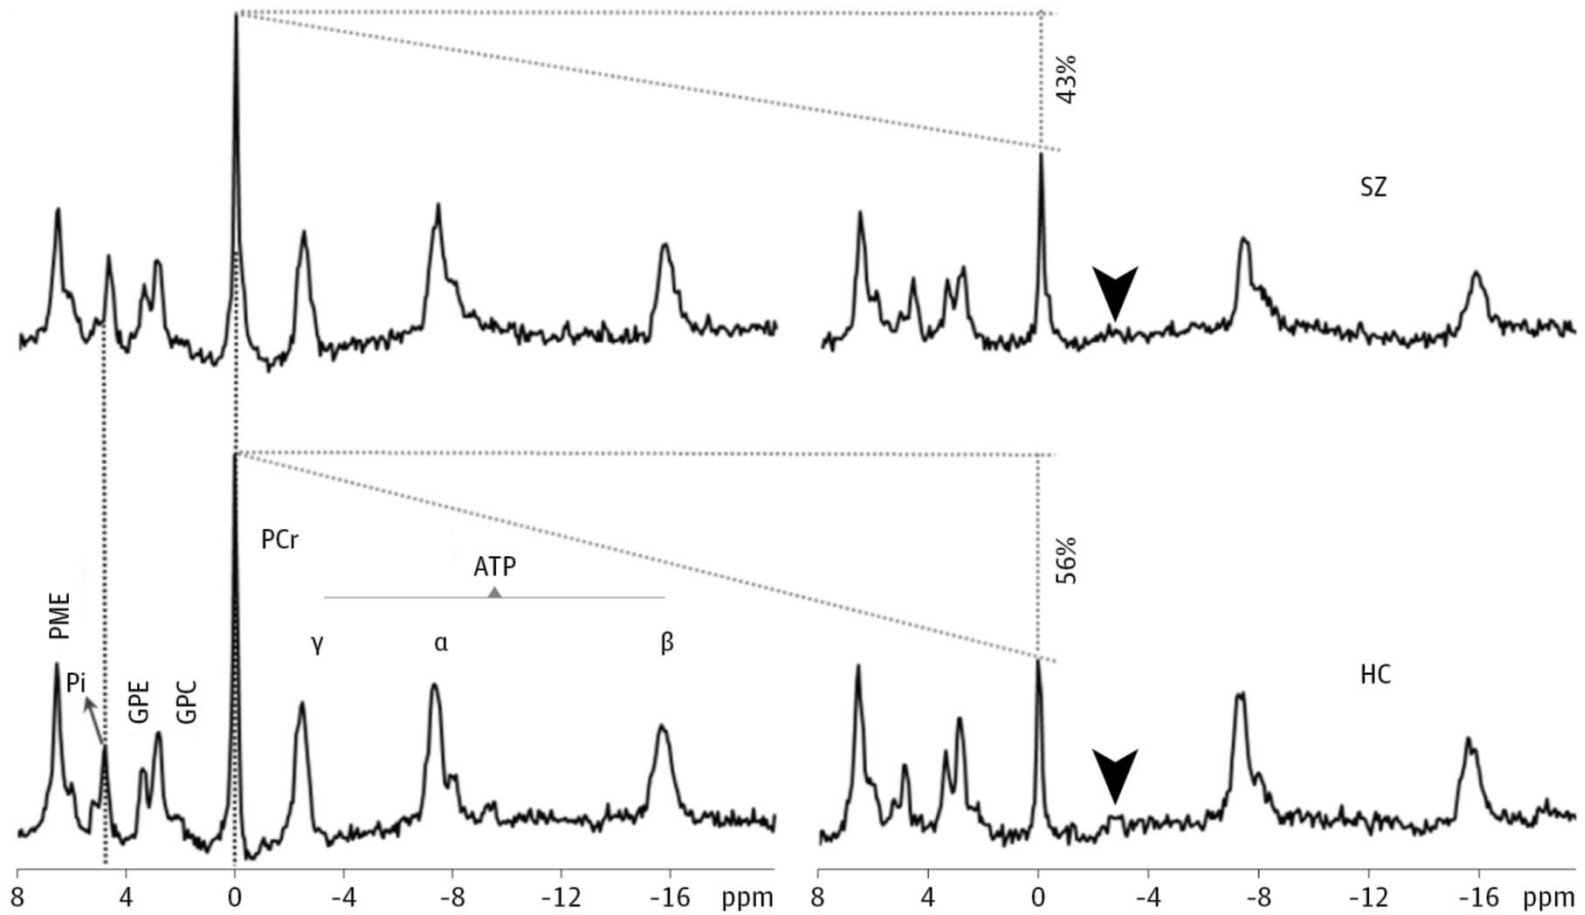 43%
SZ
PCr
56%
ATP
PME
γ
α
β
Pi
GPE
GPC
HC
8 4 0 -4 -8 -12 -16 ppm
8 4 0 -4 -8 -12 -16 ppm